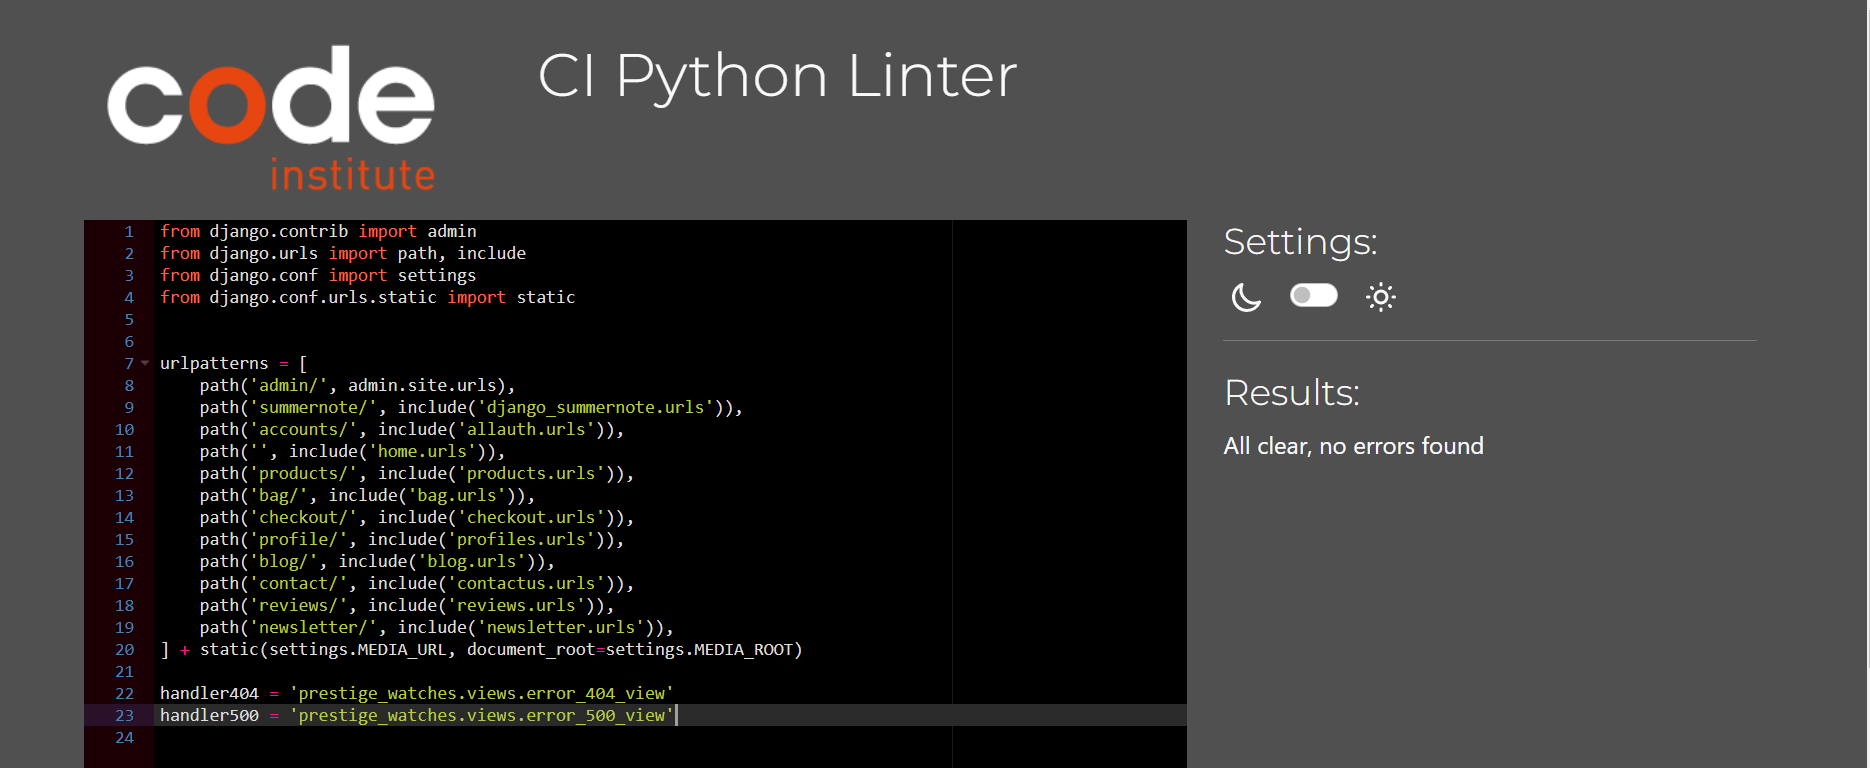 code
institute
CI Python Linter
1 from django.contrib import admin
2 from django.urls import path, include
3 from django.conf import settings
4 from django.conf.urls.static import static
5
6
7 urlpatterns = [
8     path('admin/', admin.site.urls),
9     path('summernote/', include('django_summernote.urls')),
10     path('accounts/', include('allauth.urls')),
11     path('', include('home.urls')),
12     path('products/', include('products.urls')),
13     path('bag/', include('bag.urls')),
14     path('checkout/', include('checkout.urls')),
15     path('profile/', include('profiles.urls')),
16     path('blog/', include('blog.urls')),
17     path('contact/', include('contactus.urls')),
18     path('reviews/', include('reviews.urls')),
19     path('newsletter/', include('newsletter.urls')),
20 ] + static(settings.MEDIA_URL, document_root=settings.MEDIA_ROOT)
21
22 handler404 = 'prestige_watches.views.error_404_view'
23 handler500 = 'prestige_watches.views.error_500_view'
24
Settings:
Results:
All clear, no errors found